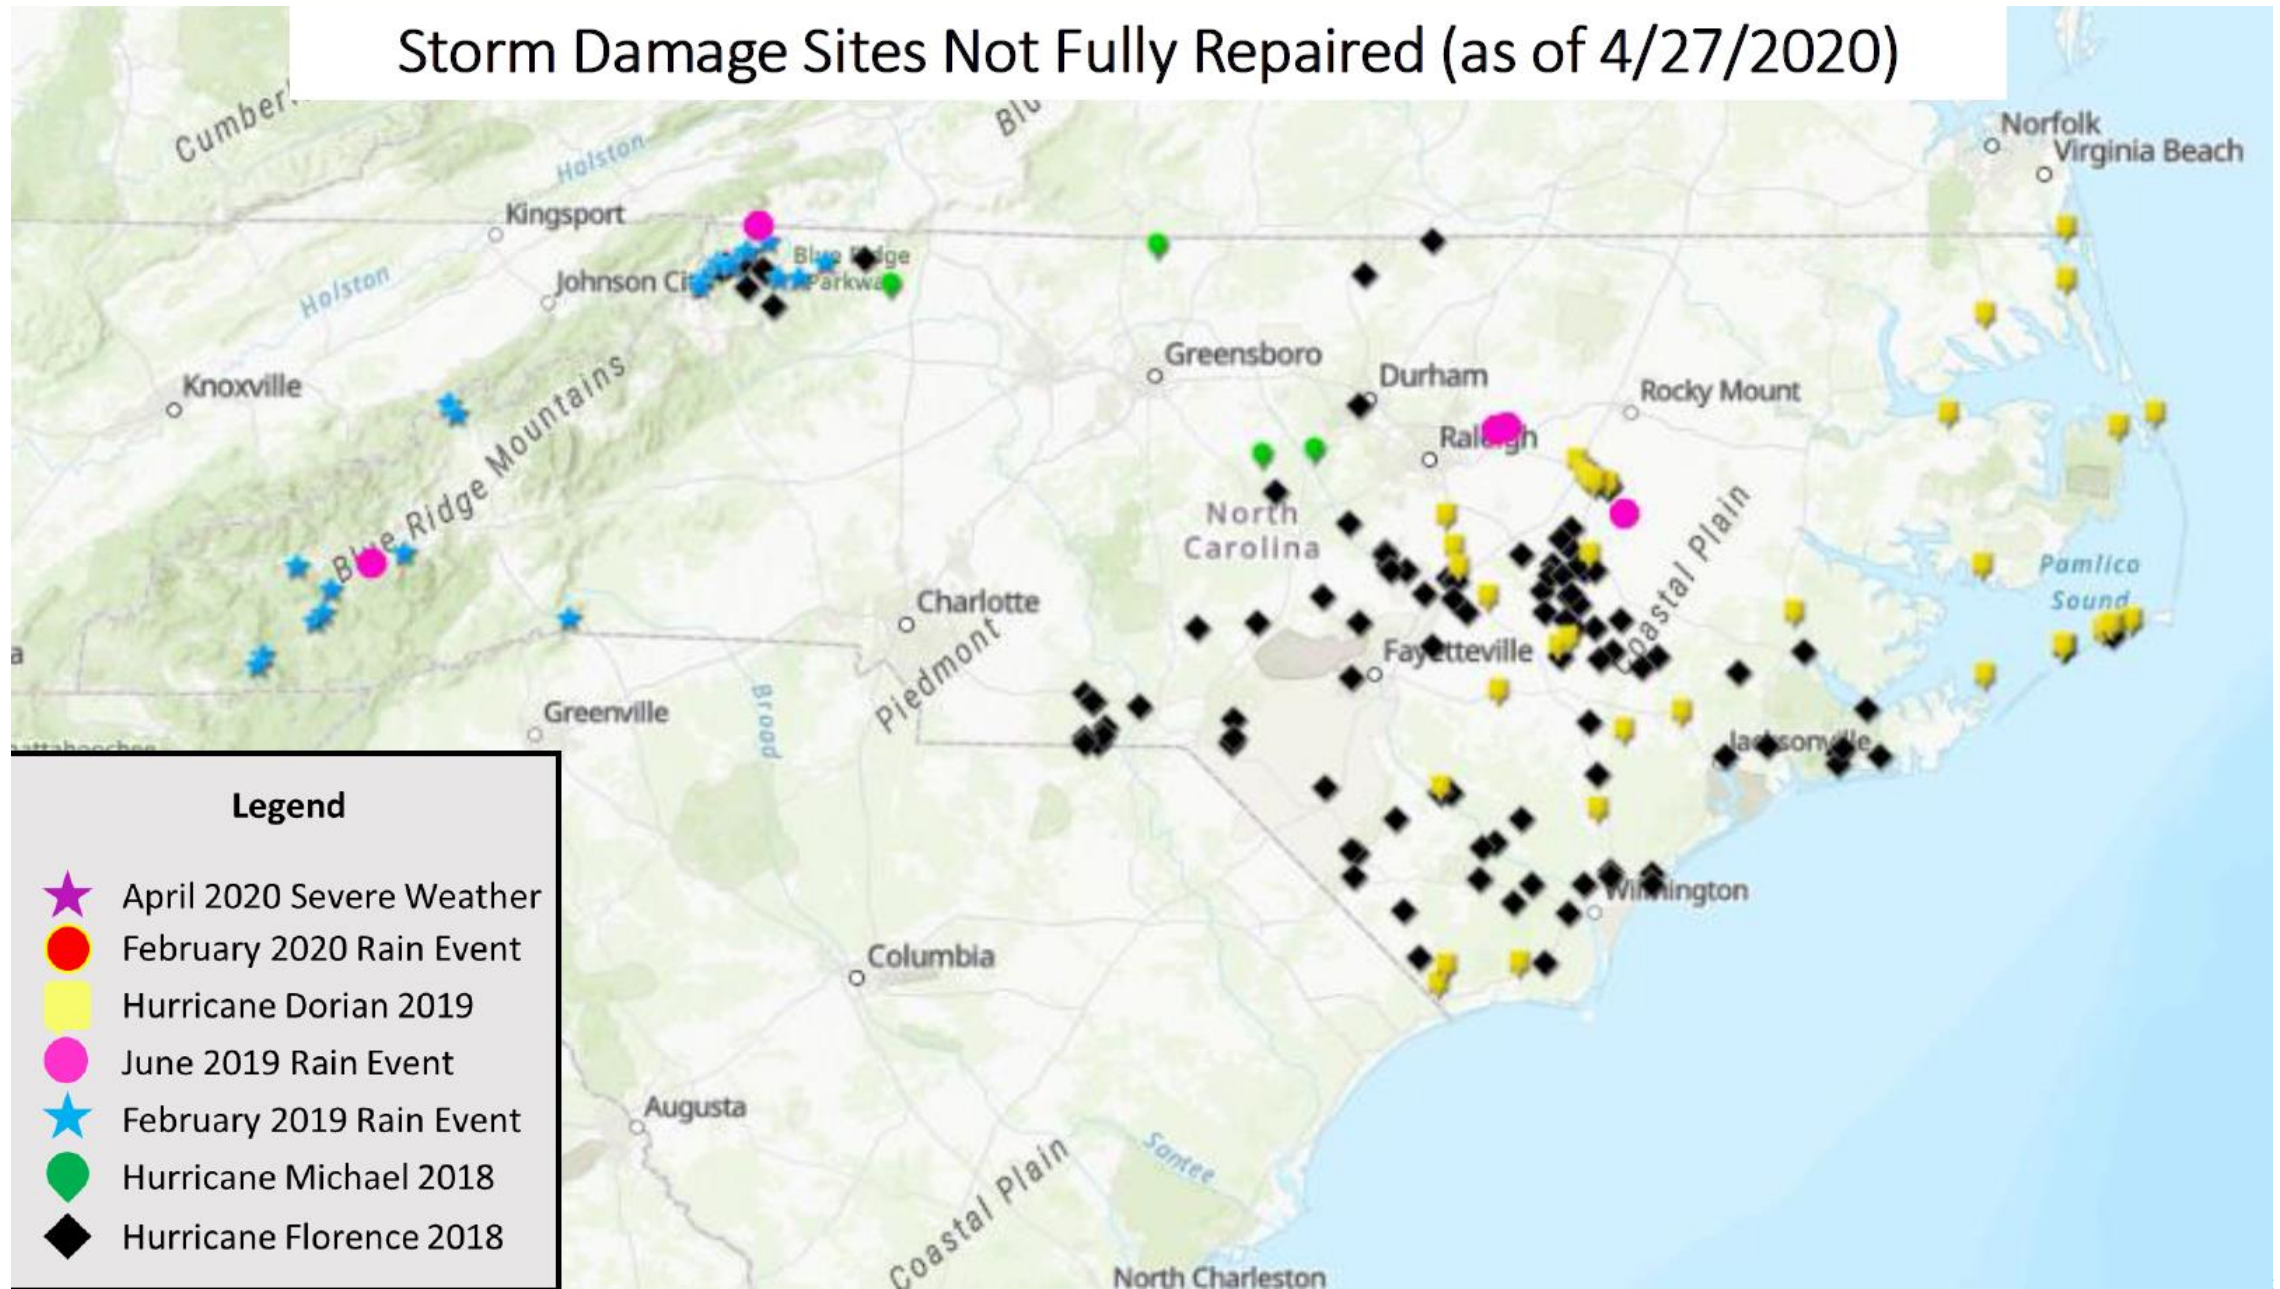 Storm Damage Sites Not Fully Repaired (as of 4/27/2020)
Norfolk
Virginia Beach
Holston
Kingsport
Holston
Johnson
Parkway
Greensboro
Knoxville
Durham
Rocky Mount
Blue Ridge Mountains
North
Carolina
Coastal Plain
Pamlico
Sound
Charlotte
Piedmont
Fayetteville
Greenville
Broad
Jacksonville
Wilmington
Columbia
Augusta
Santee
Coastal Plain
North Charleston
Legend
April 2020 Severe Weather
February 2020 Rain Event
Hurricane Dorian 2019
June 2019 Rain Event
February 2019 Rain Event
Hurricane Michael 2018
Hurricane Florence 2018